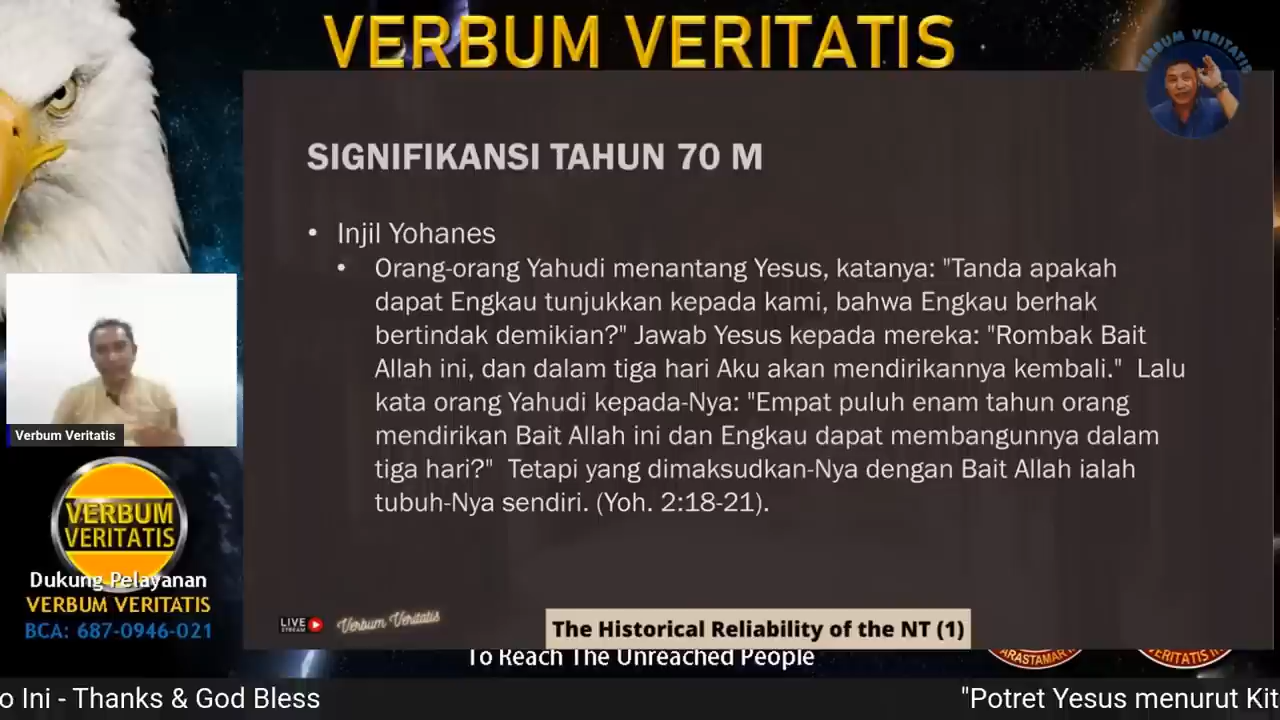 VERBUM VERITATIS
VERBUM VERITATIS
SIGNIFIKANSI TAHUN 70 M
• Injil Yohanes
• Orang-orang Yahudi menantang Yesus, katanya: "Tanda apakah
dapat Engkau tunjukkan kepada kami, bahwa Engkau berhak
bertindak demikian?" Jawab Yesus kepada mereka: "Rombak Bait
Allah ini, dan dalam tiga hari Aku akan mendirikannya kembali." Lalu
kata orang Yahudi kepada-Nya: "Empat puluh enam tahun orang
mendirikan Bait Allah ini dan Engkau dapat membangunnya dalam
tiga hari?" Tetapi yang dimaksudkan-Nya dengan Bait Allah ialah
tubuh-Nya sendiri. (Yoh. 2:18-21).
Verbum Veritatis
VERBUM
VERITATIS
Dukung Pelayanan
VERBUM VERITATIS
BCA: 687-0946-021
LIVE
STREAM
Verbum Veritatis
The Historical Reliability of the NT (1)
To Reach The Unreached People
o Ini - Thanks & God Bless
"Potret Yesus menurut Kit